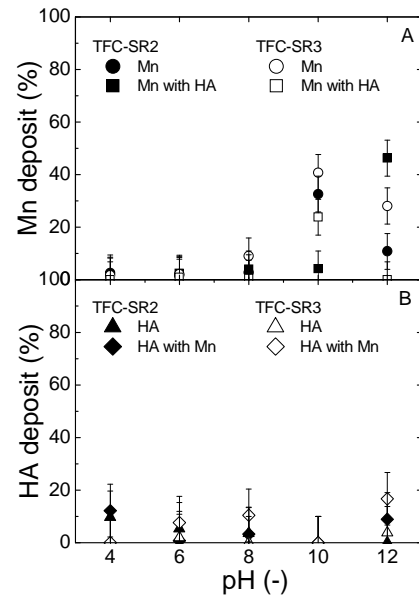 A
TFC-SR2 TFC-SR3
Mn Mn
Mn with HA Mn with HA
Mn deposit (%)
100
80
60
40
20
100
B
TFC-SR2 TFC-SR3
HA HA
HA with Mn HA with Mn
HA deposit (%)
80
60
40
20
0
4 6 8 10 12
pH (-)